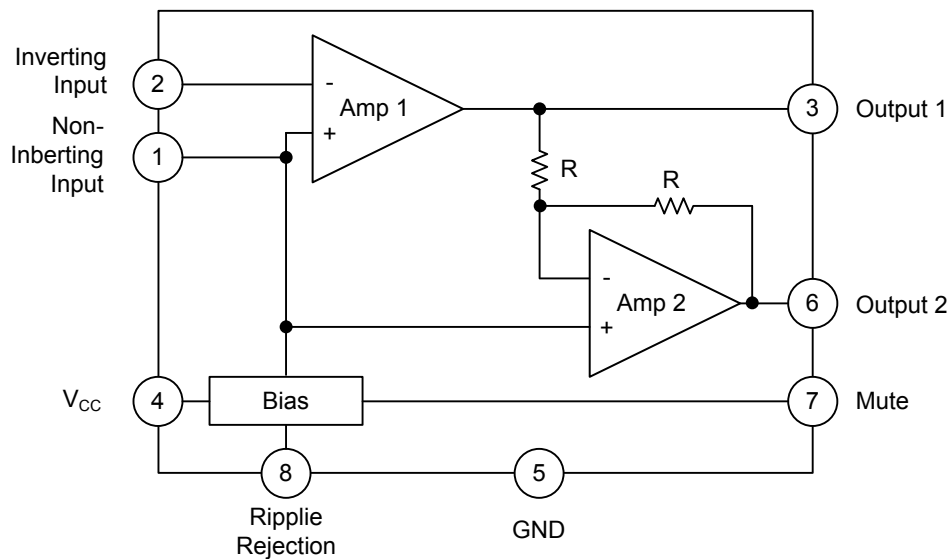 Inverting
Input
2
-
Amp 1
3
Output 1
Non-
Inberting
Input
1
+
R
R
-
Amp 2
+
6
Output 2
V_CC
4
Bias
7
Mute
8
5
Ripplie
Rejection
GND